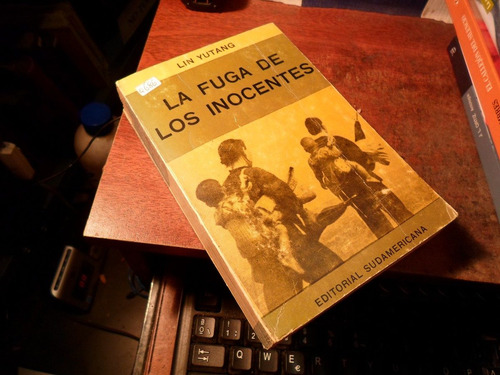 LIN YUTANG
LA FUGA DE
LOS INOCENTES
EDITORIAL SUDAMERICANA
Q W E